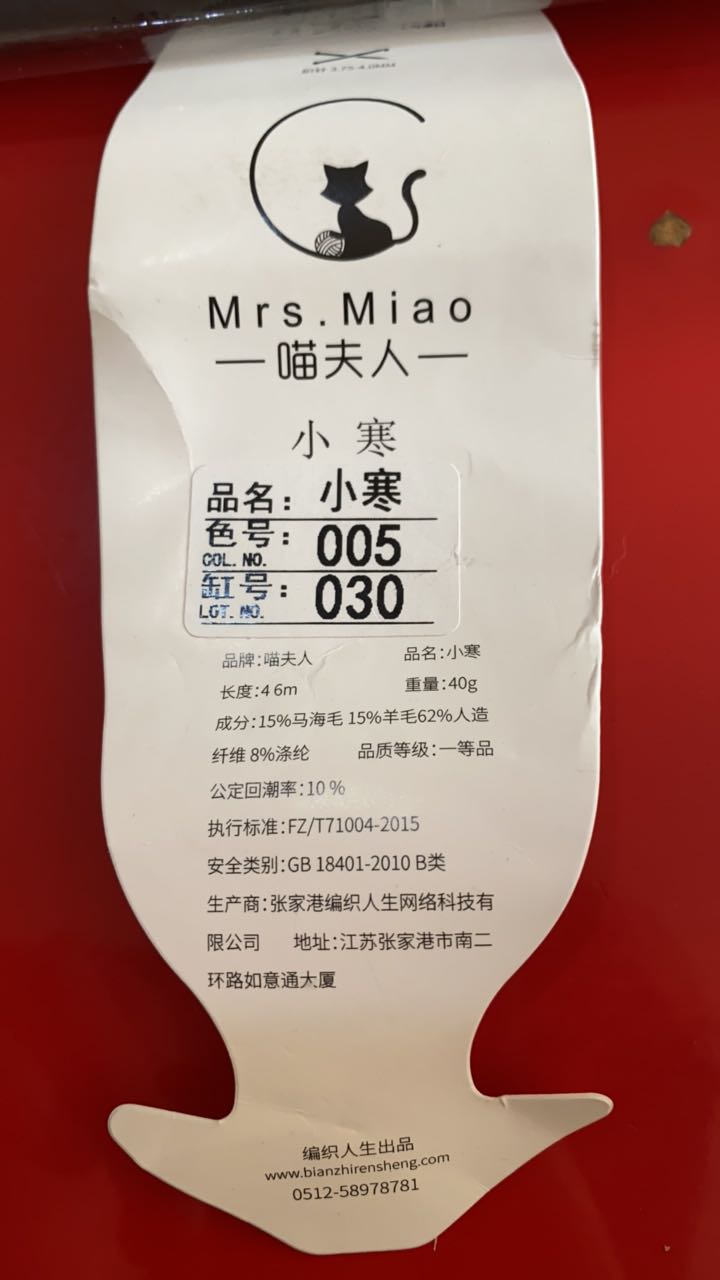 3.75-4.0MM
Mrs.Miao
—喵夫人—
小寒
品名：小寒
色号：005
COL.NO.
缸号：030
LOT.NO.
品牌:喵夫人 品名:小寒
长度:46m 重量:40g
成分:15%马海毛 15%羊毛62%人造
纤维 8%涤纶 品质等级:一等品
公定回潮率:10 %
执行标准:FZ/T71004-2015
安全类别:GB 18401-2010 B类
生产商:张家港编织人生网络科技有
限公司 地址:江苏张家港市南二
环路如意通大厦
编织人生出品
www.bianzhirensheng.com
0512-58978781